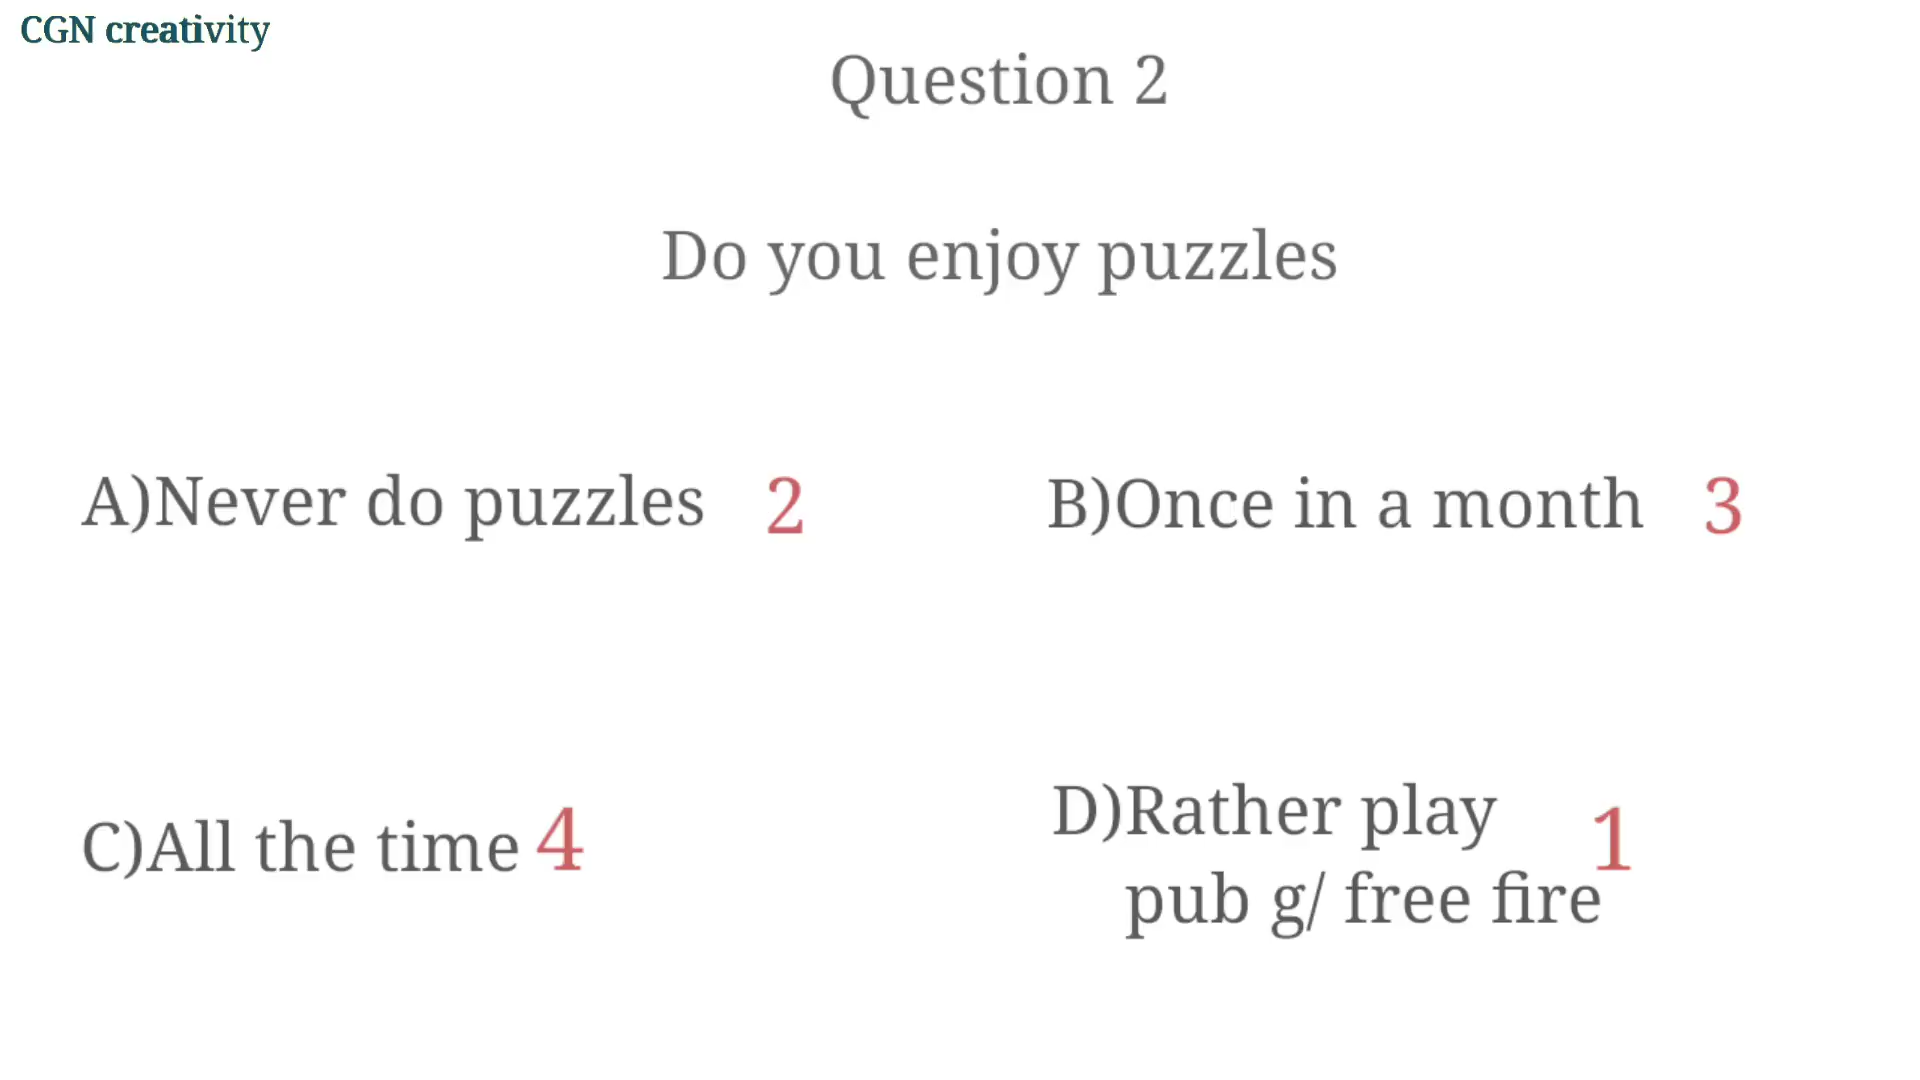 CGN creativity
Question 2
Do you enjoy puzzles
A)Never do puzzles 2
B)Once in a month 3
C)All the time 4
D)Rather play 1
pub g/ free fire